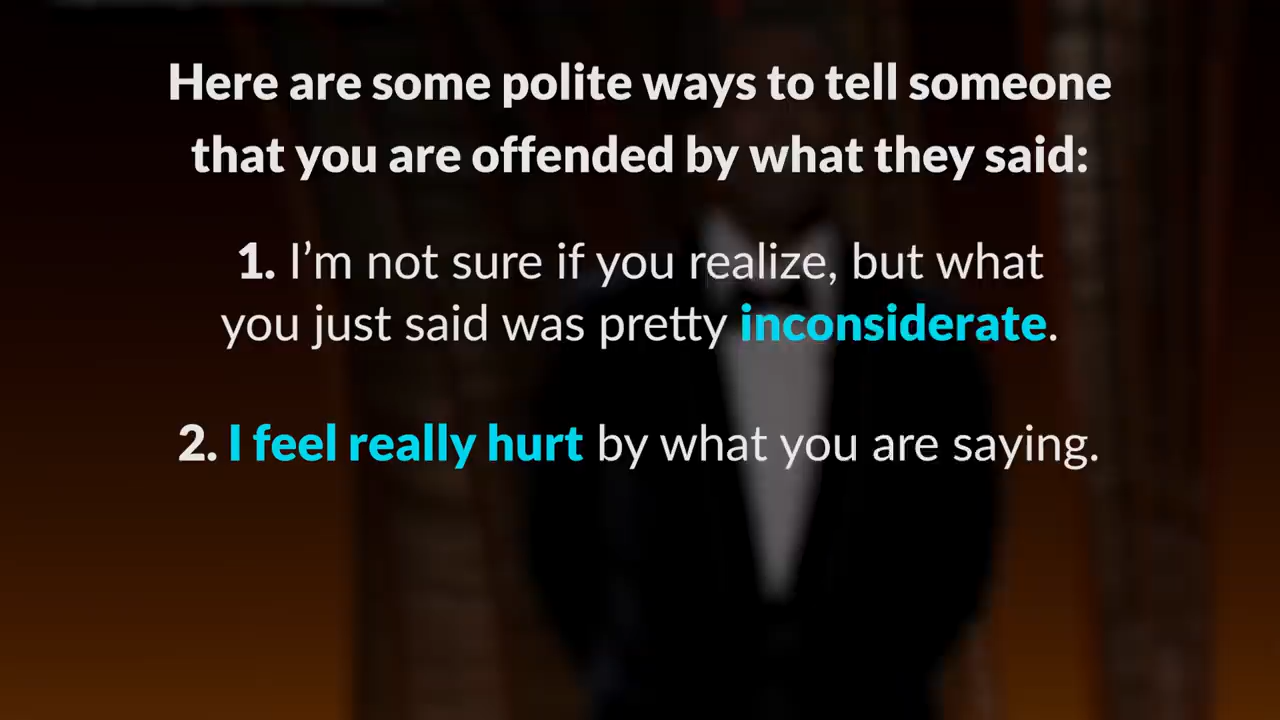 Here are some polite ways to tell someone
that you are offended by what they said:
1. I’m not sure if you realize, but what
you just said was pretty inconsiderate.
2. I feel really hurt by what you are saying.